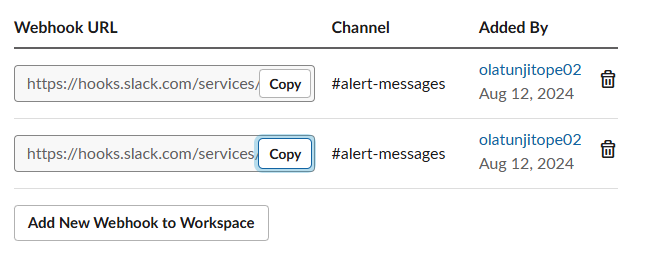 Webhook URL Channel Added By
https://hooks.slack.com/services/ Copy #alert-messages olatunjitope02
Aug 12, 2024
https://hooks.slack.com/services/ Copy #alert-messages olatunjitope02
Aug 12, 2024
Add New Webhook to Workspace